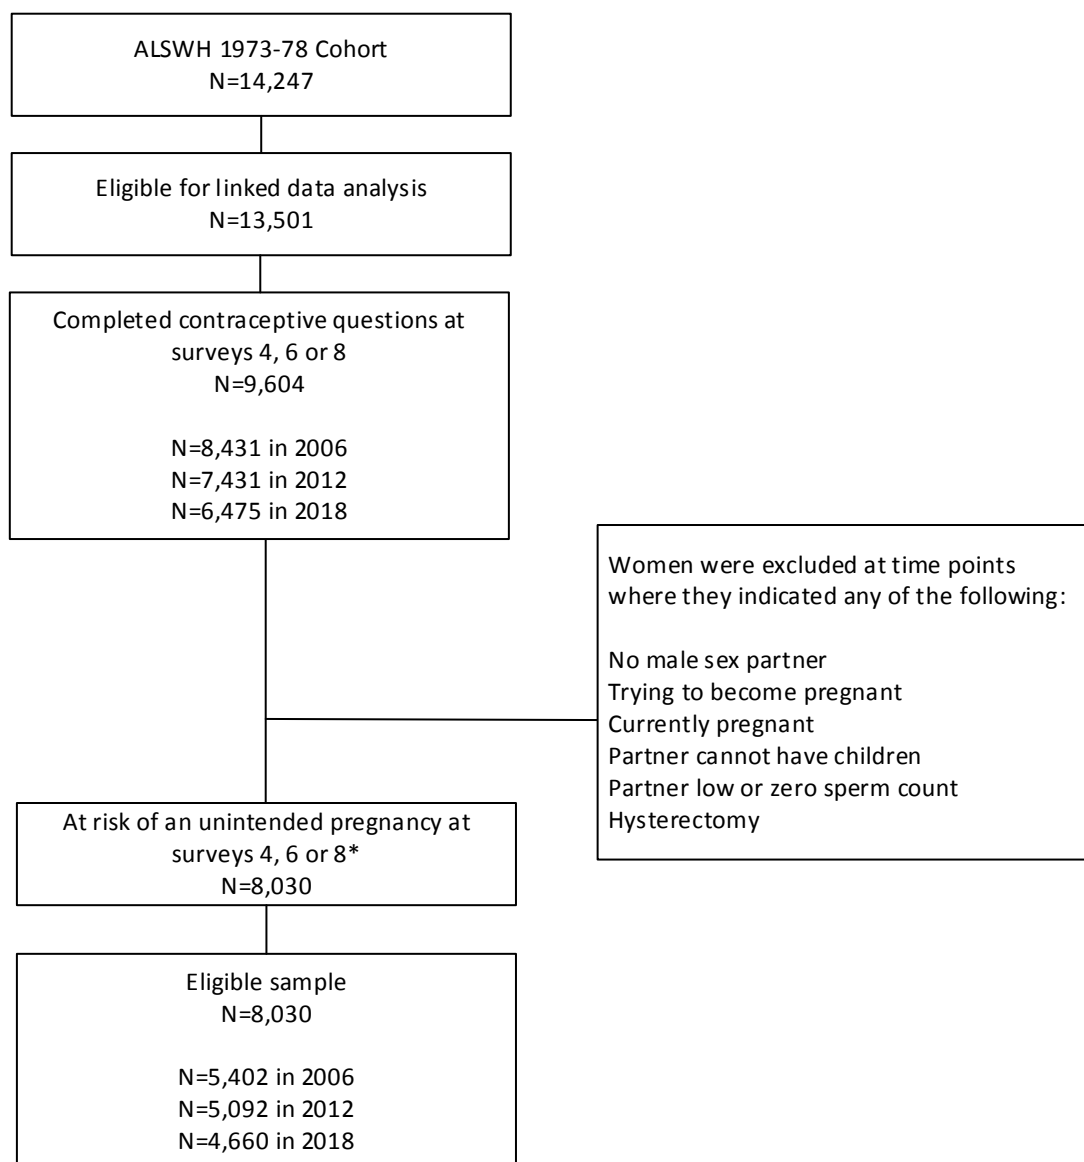 ALSWH 1973-78 Cohort
N=14,247
Eligible for linked data analysis
N=13,501
Completed contraceptive questions at
surveys 4, 6 or 8
N=9,604
N=8,431 in 2006
N=7,431 in 2012
N=6,475 in 2018
Women were excluded at time points
where they indicated any of the following:
No male sex partner
Trying to become pregnant
Currently pregnant
Partner cannot have children
Partner low or zero sperm count
Hysterectomy
At risk of an unintended pregnancy at
surveys 4, 6 or 8*
N=8,030
Eligible sample
N=8,030
N=5,402 in 2006
N=5,092 in 2012
N=4,660 in 2018